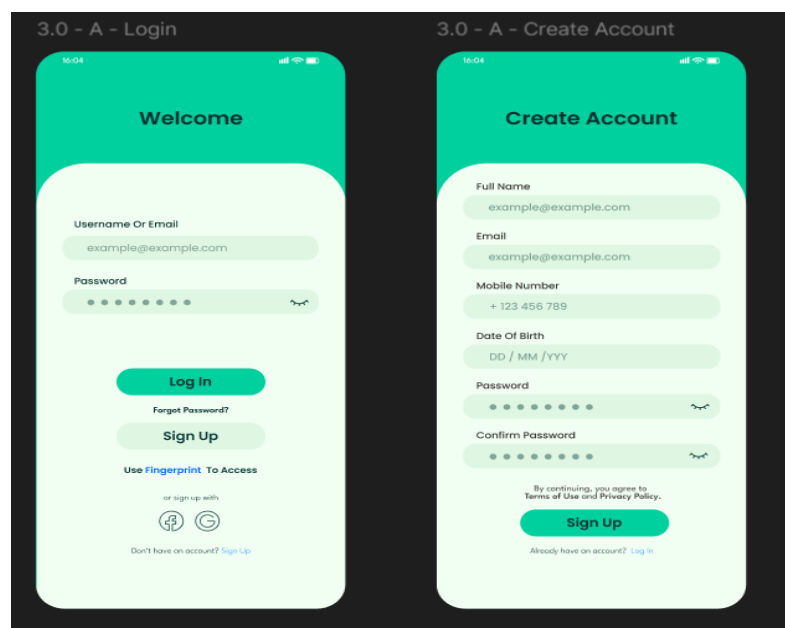 3.0 - A - Login
16:04
Welcome
Username Or Email
example@example.com
Password
Log In
Forgot Password?
Sign Up
Use Fingerprint To Access
or sign up with
Don't have an account? Sign Up
3.0 - A - Create Account
16:04
Create Account
Full Name
example@example.com
Email
example@example.com
Mobile Number
+ 123 456 789
Date Of Birth
DD / MM /YYY
Password
Confirm Password
By continuing, you agree to
Terms of Use and Privacy Policy.
Sign Up
Already have an account? Log In